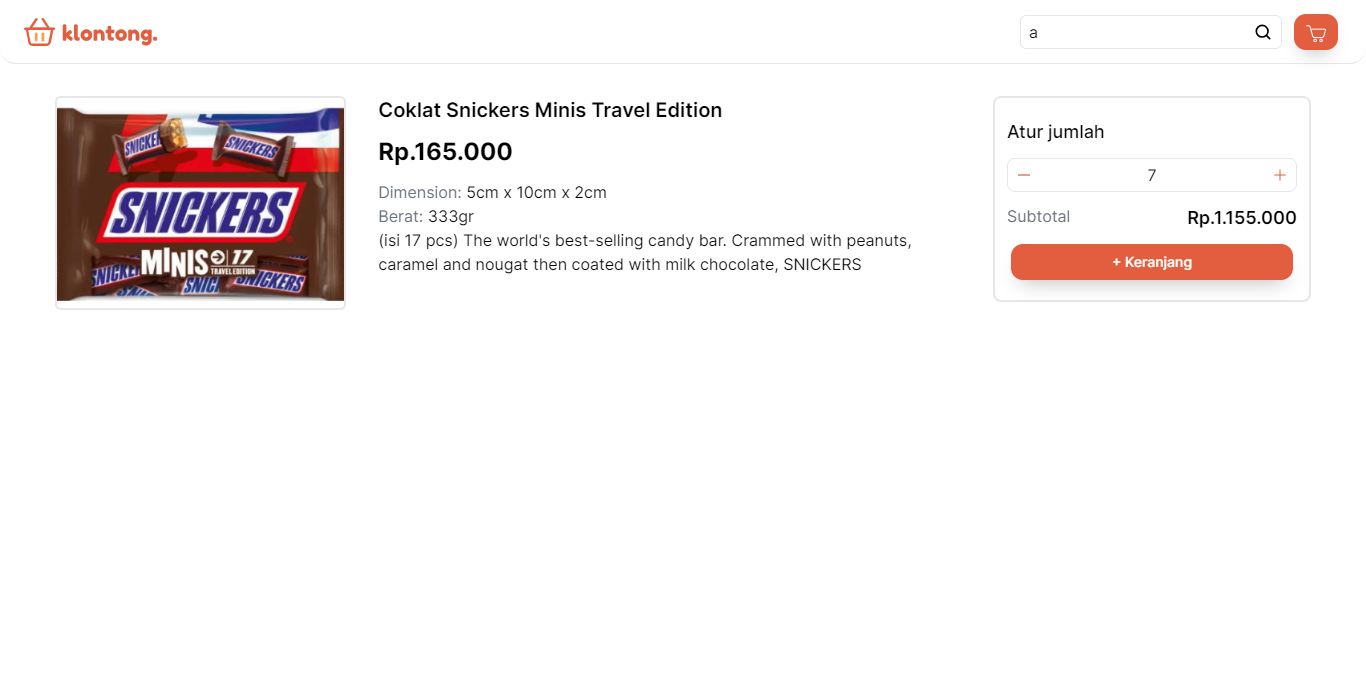 klontong.
a
SNICKERS
SNICKERS
SNICKERS
MINIS 17
TRAVEL EDITION
SNICKERS
Coklat Snickers Minis Travel Edition
Rp.165.000
Dimension: 5cm x 10cm x 2cm
Berat: 333gr
(isi 17 pcs) The world's best-selling candy bar. Crammed with peanuts,
caramel and nougat then coated with milk chocolate, SNICKERS
Atur jumlah
7
Subtotal Rp.1.155.000
+ Keranjang